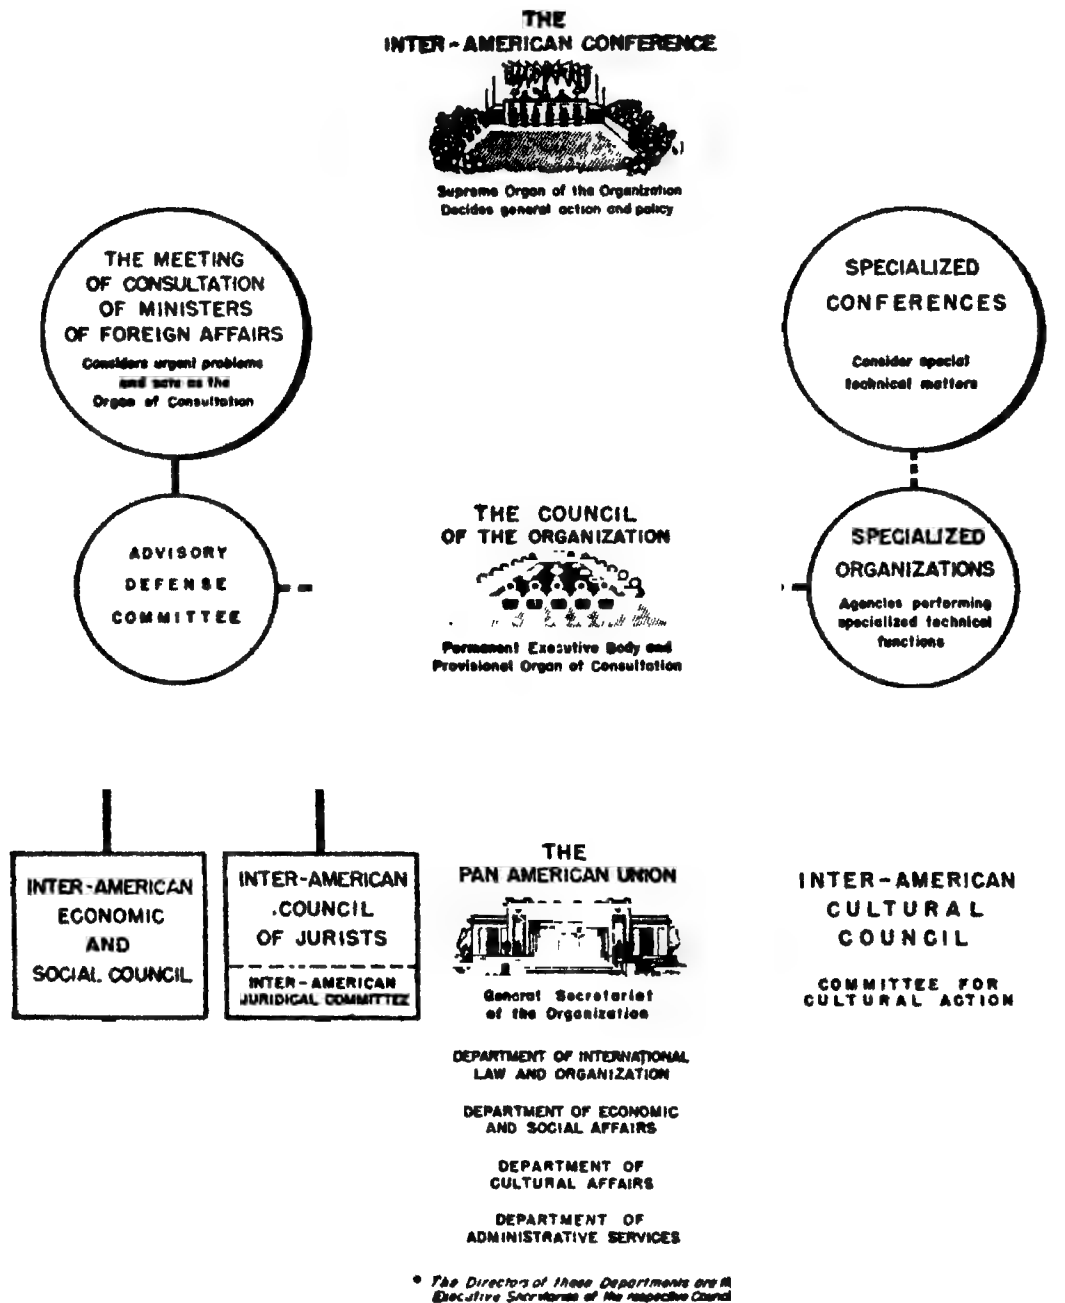 THE
INTER-AMERICAN CONFERENCE
Supreme Organ of the Organization
Decides general action and policy
THE MEETING
OF CONSULTATION
OF MINISTERS
OF FOREIGN AFFAIRS
Considers urgent problems
and acts as the
Organ of Consultation
SPECIALIZED
CONFERENCES
Consider special
technical matters
ADVISORY
DEFENSE
COMMITTEE
THE COUNCIL
OF THE ORGANIZATION
Permanent Executive Body and
Provisional Organ of Consultation
SPECIALIZED
ORGANIZATIONS
Agencies performing
specialized technical
functions
INTER-AMERICAN
ECONOMIC
AND
SOCIAL COUNCIL
INTER-AMERICAN
COUNCIL
OF JURISTS
INTER-AMERICAN
JURIDICAL COMMITTEE
THE
PAN AMERICAN UNION
General Secretariat
of the Organization
INTER-AMERICAN
CULTURAL
COUNCIL
COMMITTEE FOR
CULTURAL ACTION
DEPARTMENT OF INTERNATIONAL
LAW AND ORGANIZATION
DEPARTMENT OF ECONOMIC
AND SOCIAL AFFAIRS
DEPARTMENT OF
CULTURAL AFFAIRS
DEPARTMENT OF
ADMINISTRATIVE SERVICES
* The Directors of these Departments are
Executive Secretaries of the respective